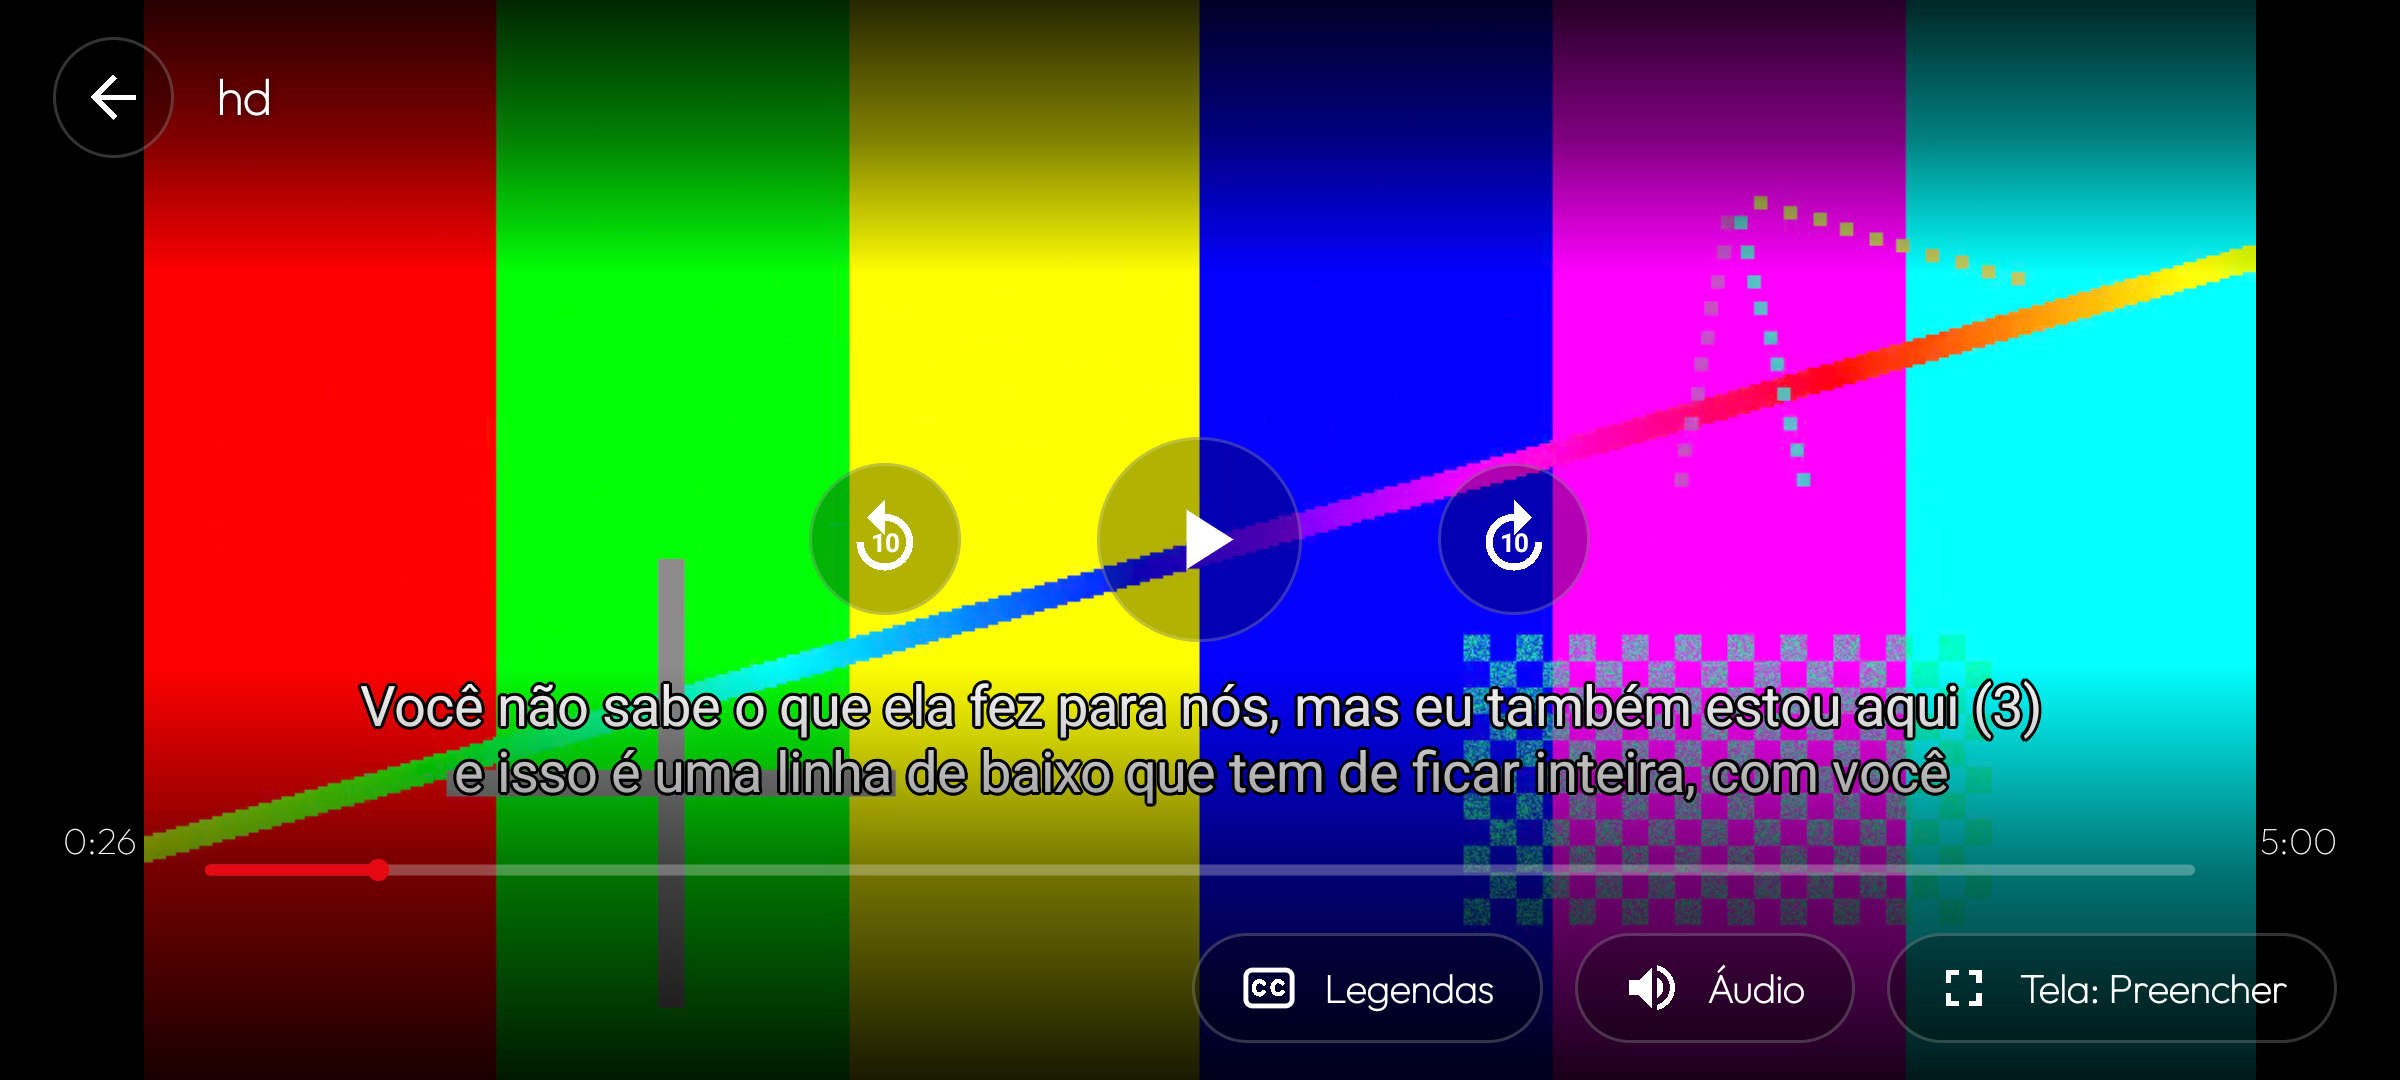 hd
10
10
Você não sabe o que ela fez para nós, mas eu também estou aqui (3)
e isso é uma linha de baixo que tem de ficar inteira, com você
0:26
5:00
CC Legendas
Áudio
Tela: Preencher